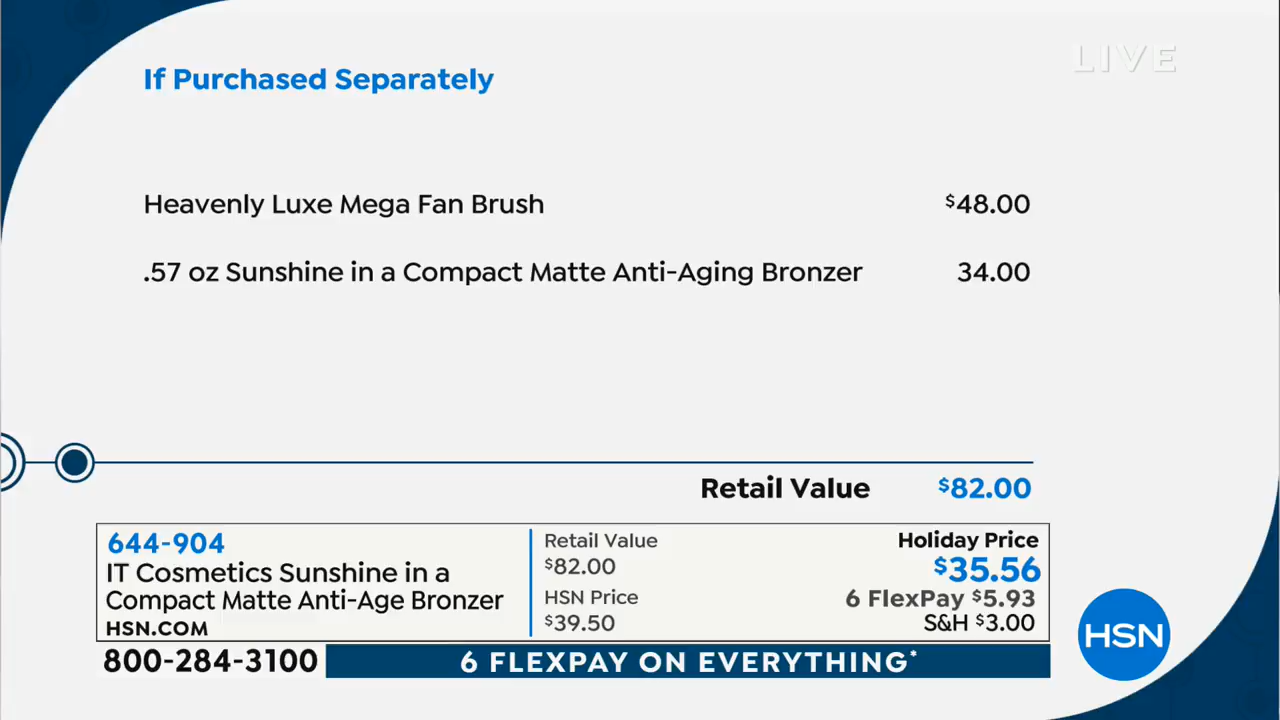 LIVE
If Purchased Separately
Heavenly Luxe Mega Fan Brush $48.00
.57 oz Sunshine in a Compact Matte Anti-Aging Bronzer 34.00
Retail Value $82.00
644-904
IT Cosmetics Sunshine in a
Compact Matte Anti-Age Bronzer
HSN.COM
Retail Value
$82.00
HSN Price
$39.50
Holiday Price
$35.56
6 FlexPay $5.93
S&H $3.00
HSN
800-284-3100
6 FLEXPAY ON EVERYTHING*